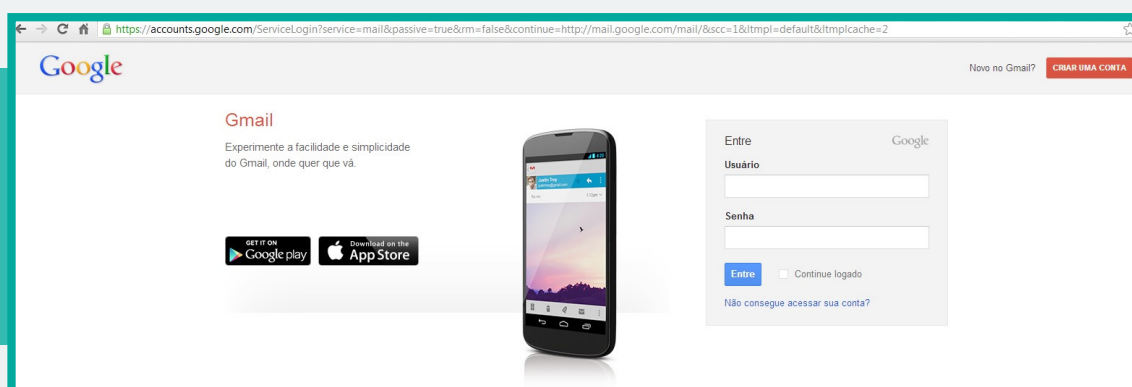 https://accounts.google.com/ServiceLogin?service=mail&passive=true&rm=false&continue=http://mail.google.com/mail/&scc=1&ltmpl=default&ltmplcache=2
Google
Novo no Gmail? CRIAR UMA CONTA
Gmail
Experimente a facilidade e simplicidade
do Gmail, onde quer que vá.
GET IT ON
Google play
Download on the
App Store
Entre Google
Usuário
Senha
Entre Continue logado
Não consegue acessar sua conta?